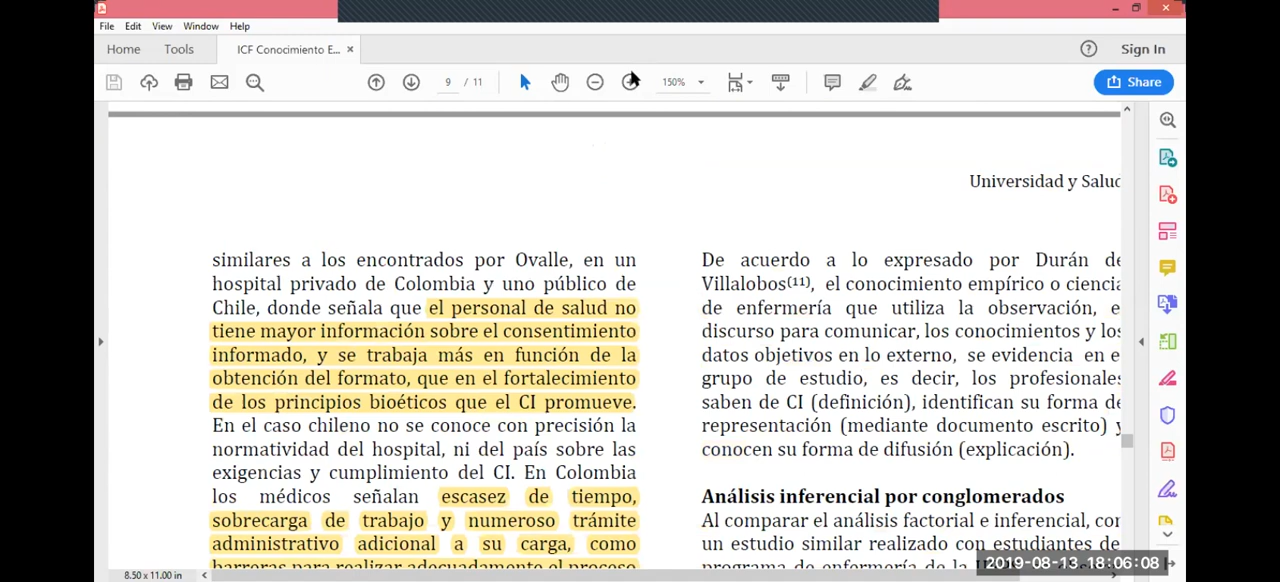 File Edit View Window Help
Home Tools ICF Conocimiento E... × Sign In
9 / 11 150% Share
Universidad y Salud
similares a los encontrados por Ovalle, en un
hospital privado de Colombia y uno público de
Chile, donde señala que el personal de salud no
tiene mayor información sobre el consentimiento
informado, y se trabaja más en función de la
obtención del formato, que en el fortalecimiento
de los principios bioéticos que el CI promueve.
En el caso chileno no se conoce con precisión la
normatividad del hospital, ni del país sobre las
exigencias y cumplimiento del CI. En Colombia
los médicos señalan escasez de tiempo,
sobrecarga de trabajo y numeroso trámite
administrativo adicional a su carga, como
barreras para realizar adecuadamente el proceso
De acuerdo a lo expresado por Durán de
Villalobos(11), el conocimiento empírico o ciencia
de enfermería que utiliza la observación, e
discurso para comunicar, los conocimientos y los
datos objetivos en lo externo, se evidencia en e
grupo de estudio, es decir, los profesionales
saben de CI (definición), identifican su forma de
representación (mediante documento escrito) y
conocen su forma de difusión (explicación).
Análisis inferencial por conglomerados
Al comparar el análisis factorial e inferencial, con
un estudio similar realizado con estudiantes de
programa de enfermería de la
2019-08-13 18:06:08
8.50 x 11.00 in